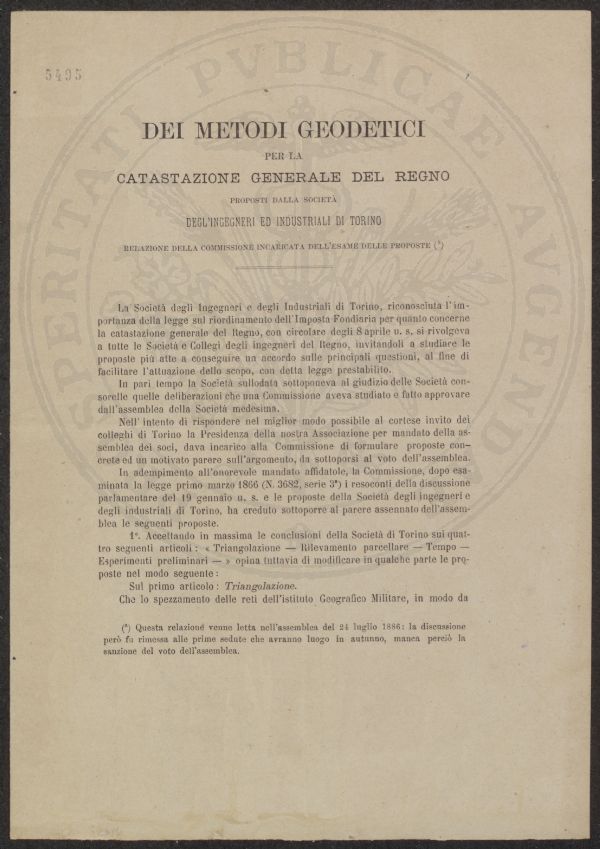 5495
DEI METODI GEODETICI
PER LA
CATASTAZIONE GENERALE DEL REGNO
PROPOSTI DALLA SOCIETÀ
DEGL'INGEGNERI ED INDUSTRIALI DI TORINO
RELAZIONE DELLA COMMISSIONE INCARICATA DELL'ESAME DELLE PROPOSTE (*)
La Società degli Ingegneri e degli Industriali di Torino, riconosciuta l'im-
portanza della legge sul riordinamento dell'Imposta Fondiaria per quanto concerne
la catastazione generale del Regno, con circolare degli 8 aprile u. s. si rivolgeva
a tutte le Società e Collegi degli ingegneri del Regno, invitandoli a studiare le
proposte più atte a conseguire un accordo sulle principali questioni, al fine di
facilitare l'attuazione dello scopo, con detta legge prestabilito.
In pari tempo la Società sullodata sottoponeva al giudizio delle Società con-
sorelle quelle deliberazioni che una Commissione aveva studiato e fatto approvare
dall'assemblea della Società medesima.
Nell'intento di rispondere nel miglior modo possibile al cortese invito dei
colleghi di Torino la Presidenza della nostra Associazione per mandato della as-
semblea dei soci, dava incarico alla Commissione di formulare proposte con-
crete ed un motivato parere sull'argomento, da sottoporsi al voto dell'assemblea.
In adempimento all'onorevole mandato affidatole, la Commissione, dopo esa-
minata la legge primo marzo 1866 (N. 3682, serie 3ª) i resoconti della discussione
parlamentare del 19 gennaio u. s. e le proposte della Società degli ingegneri e
degli industriali di Torino, ha creduto sottoporre al parere assennato dell'assem-
blea le seguenti proposte.
1°. Accettando in massima le conclusioni della Società di Torino sui quat-
tro seguenti articoli: « Triangolazione — Rilevamento parcellare — Tempo —
Esperimenti preliminari — » opina tuttavia di modificare in qualche parte le pro-
poste nel modo seguente:
Sul primo articolo: Triangolazione.
Che lo spezzamento delle reti dell'istituto Geografico Militare, in modo da
(*) Questa relazione venne letta nell'assemblea del 24 luglio 1886: la discussione
però fu rimessa alle prime sedute che avranno luogo in autunno, manca perciò la
sanzione del voto dell'assemblea.
SPERITATI PVBLICAE AVGENDA